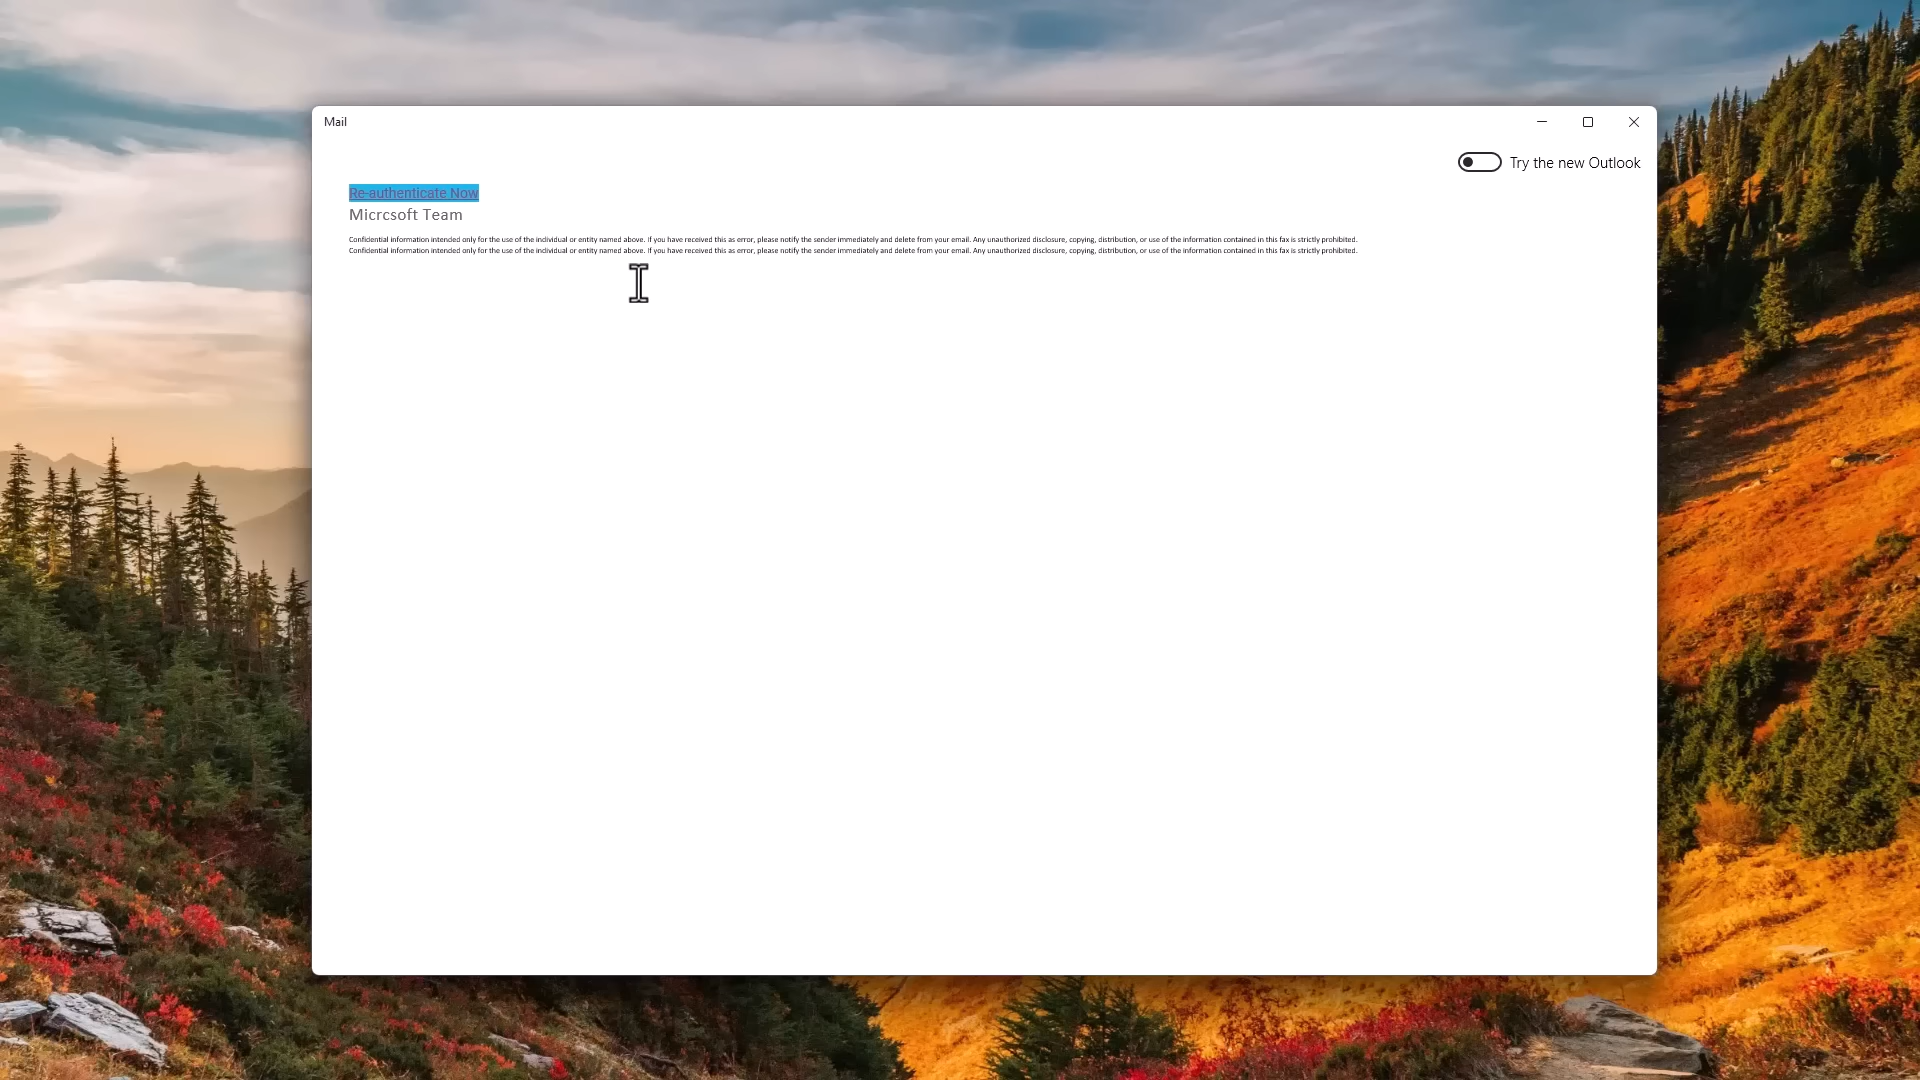 Mail
Try the new Outlook
Re-authenticate Now
Micrcsoft Team
Confidential information intended only for the use of the individual or entity named above. If you have received this as error, please notify the sender immediately and delete from your email. Any unauthorized disclosure, copying, distribution, or use of the information contained in this fax is strictly prohibited.
Confidential information intended only for the use of the individual or entity named above. If you have received this as error, please notify the sender immediately and delete from your email. Any unauthorized disclosure, copying, distribution, or use of the information contained in this fax is strictly prohibited.